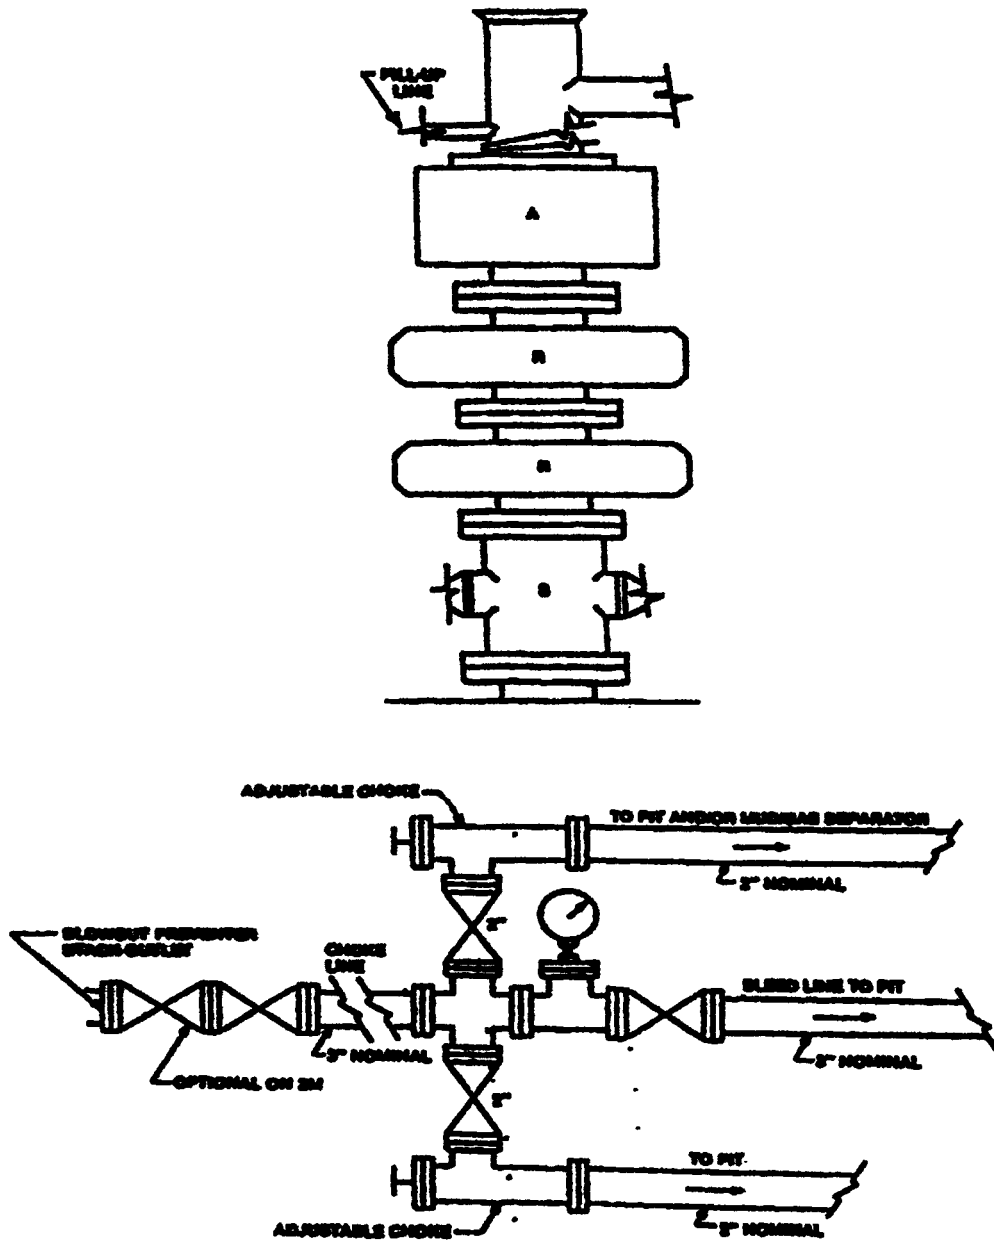 FILL-UP
LINE
A
R
R
S
ADJUSTABLE CHOKE
TO PIT AND/OR MUD/GAS SEPARATOR
2" NOMINAL
2"
BLOWOUT PREVENTER
STACK OUTLET
CHOKE
LINE
BLEED LINE TO PIT
3" NOMINAL
3" NOMINAL
OPTIONAL ON 2M
2"
TO PIT
ADJUSTABLE CHOKE
2" NOMINAL